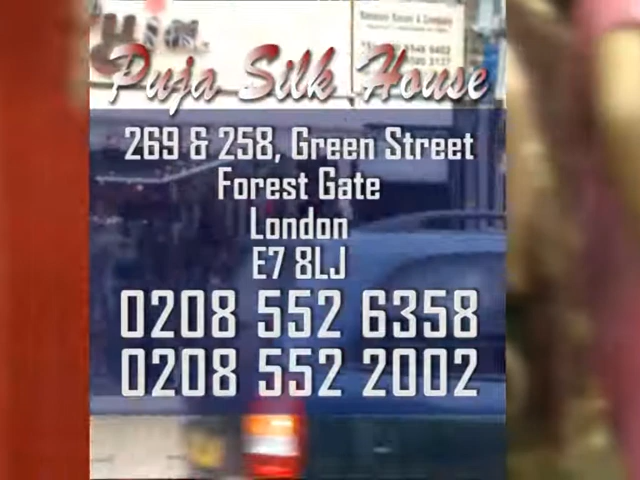 Puja Silk House
269 & 258, Green Street
Forest Gate
London
E7 8LJ
0208 552 6358
0208 552 2002